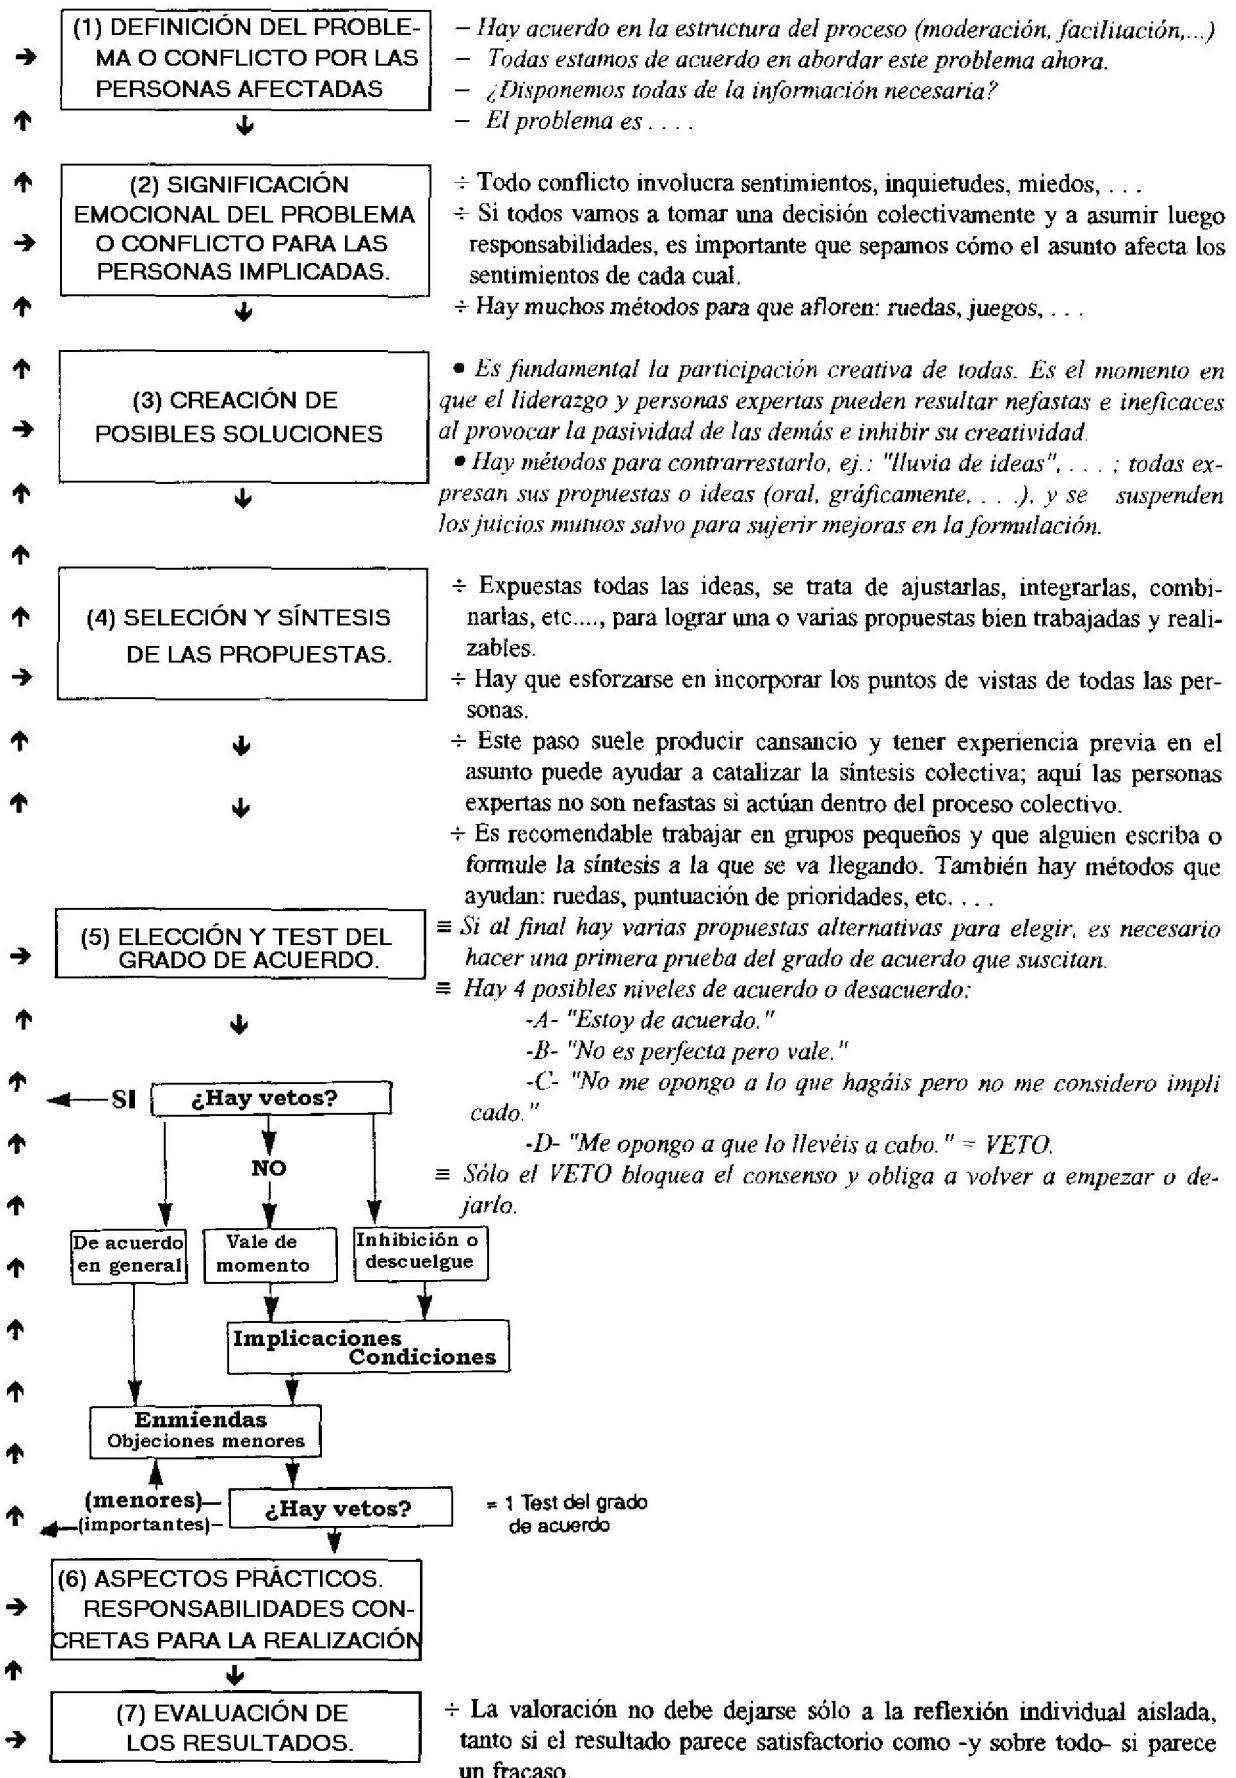 (1) DEFINICIÓN DEL PROBLE-
MA O CONFLICTO POR LAS
PERSONAS AFECTADAS
– Hay acuerdo en la estructura del proceso (moderación, facilitación,...)
– Todas estamos de acuerdo en abordar este problema ahora.
– ¿Disponemos todas de la información necesaria?
– El problema es . . . .
(2) SIGNIFICACIÓN
EMOCIONAL DEL PROBLEMA
O CONFLICTO PARA LAS
PERSONAS IMPLICADAS.
÷ Todo conflicto involucra sentimientos, inquietudes, miedos, . . .
÷ Si todos vamos a tomar una decisión colectivamente y a asumir luego
responsabilidades, es importante que sepamos cómo el asunto afecta los
sentimientos de cada cual.
÷ Hay muchos métodos para que afloren: ruedas, juegos, . . .
(3) CREACIÓN DE
POSIBLES SOLUCIONES
• Es fundamental la participación creativa de todas. Es el momento en
que el liderazgo y personas expertas pueden resultar nefastas e ineficaces
al provocar la pasividad de las demás e inhibir su creatividad.
• Hay métodos para contrarrestarlo, ej.: "lluvia de ideas", . . . ; todas ex-
presan sus propuestas o ideas (oral, gráficamente, . . .), y se suspenden
los juicios mutuos salvo para sujerir mejoras en la formulación.
(4) SELECIÓN Y SÍNTESIS
DE LAS PROPUESTAS.
÷ Expuestas todas las ideas, se trata de ajustarlas, integrarlas, combi-
narlas, etc...., para lograr una o varias propuestas bien trabajadas y reali-
zables.
÷ Hay que esforzarse en incorporar los puntos de vistas de todas las per-
sonas.
÷ Este paso suele producir cansancio y tener experiencia previa en el
asunto puede ayudar a catalizar la síntesis colectiva; aquí las personas
expertas no son nefastas si actúan dentro del proceso colectivo.
÷ Es recomendable trabajar en grupos pequeños y que alguien escriba o
formule la síntesis a la que se va llegando. También hay métodos que
ayudan: ruedas, puntuación de prioridades, etc. . . .
(5) ELECCIÓN Y TEST DEL
GRADO DE ACUERDO.
≡ Si al final hay varias propuestas alternativas para elegir, es necesario
hacer una primera prueba del grado de acuerdo que suscitan.
≡ Hay 4 posibles niveles de acuerdo o desacuerdo:
-A- "Estoy de acuerdo."
-B- "No es perfecta pero vale."
-C- "No me opongo a lo que hagáis pero no me considero impli
cado."
-D- "Me opongo a que lo llevéis a cabo." = VETO.
≡ Sólo el VETO bloquea el consenso y obliga a volver a empezar o de-
jarlo.
SI ¿Hay vetos?
NO
De acuerdo
en general
Vale de
momento
Inhibición o
descuelgue
Implicaciones
Condiciones
Enmiendas
Objeciones menores
(menores)—
(importantes)–
¿Hay vetos?
= 1 Test del grado
de acuerdo
(6) ASPECTOS PRÁCTICOS.
RESPONSABILIDADES CON-
CRETAS PARA LA REALIZACIÓN
(7) EVALUACIÓN DE
LOS RESULTADOS.
÷ La valoración no debe dejarse sólo a la reflexión individual aislada,
tanto si el resultado parece satisfactorio como -y sobre todo- si parece
un fracaso.